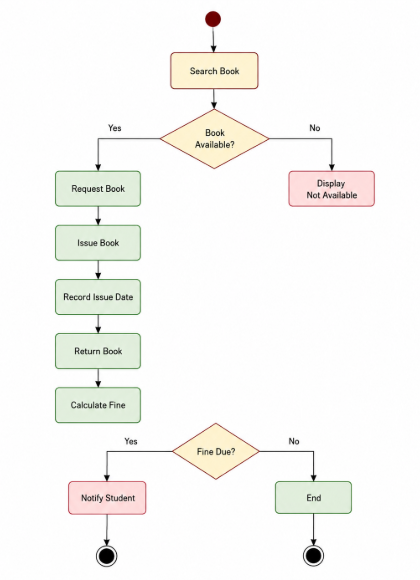 Search Book
Book
Available?
Yes
No
Request Book
Display
Not Available
Issue Book
Record Issue Date
Return Book
Calculate Fine
Fine Due?
Yes
No
Notify Student
End